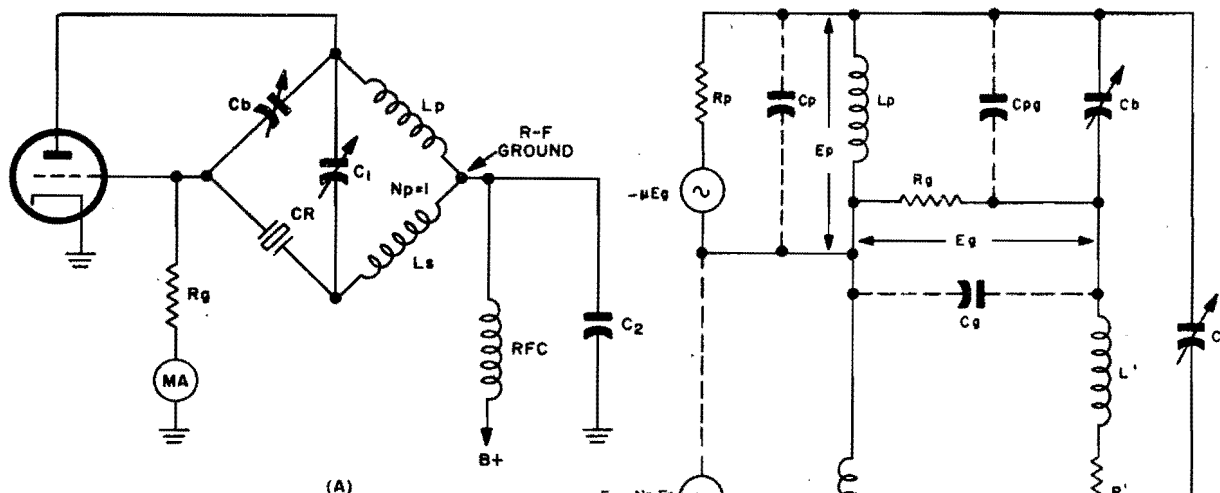 Cb
Lp
R-F
GROUND
C1
Np=1
CR
Ls
Rg
MA
RFC
C2
B+
(A)
Rp
Cp
Ep
Lp
Cpg
Cb
-μEg
Rg
Eg
Cg
C
L'
R'